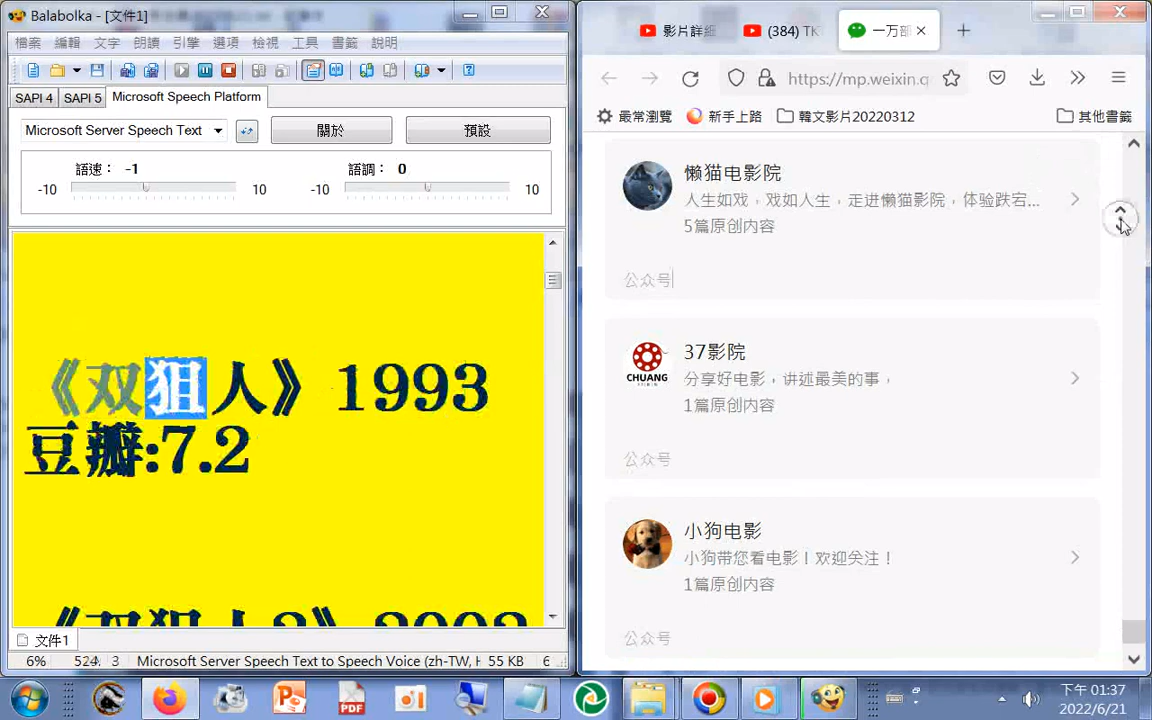 Balabolka - [文件1]
檔案 編輯 文字 朗讀 引擎 選項 檢視 工具 書籤 說明
SAPI 4 SAPI 5 Microsoft Speech Platform
Microsoft Server Speech Text
關於
預設
語速： -1
語調： 0
-10 10 -10 10
《双狙人》 1993
豆瓣:7.2
《双狙人2》 2002
文件1
6% 524 3 Microsoft Server Speech Text to Speech Voice (zh-TW, H 55 KB 6
影片詳細
(384) TK
一万部
https://mp.weixin.q
最常瀏覽 新手上路 韓文影片20220312 其他書籤
懒猫电影院
人生如戏，戏如人生，走进懒猫影院，体验跌宕...
5篇原创内容
公众号
CHUANG
37影院
分享好电影，讲述最美的事，
1篇原创内容
公众号
小狗电影
小狗带您看电影！欢迎关注！
1篇原创内容
公众号
PDF
下午 01:37
2022/6/21